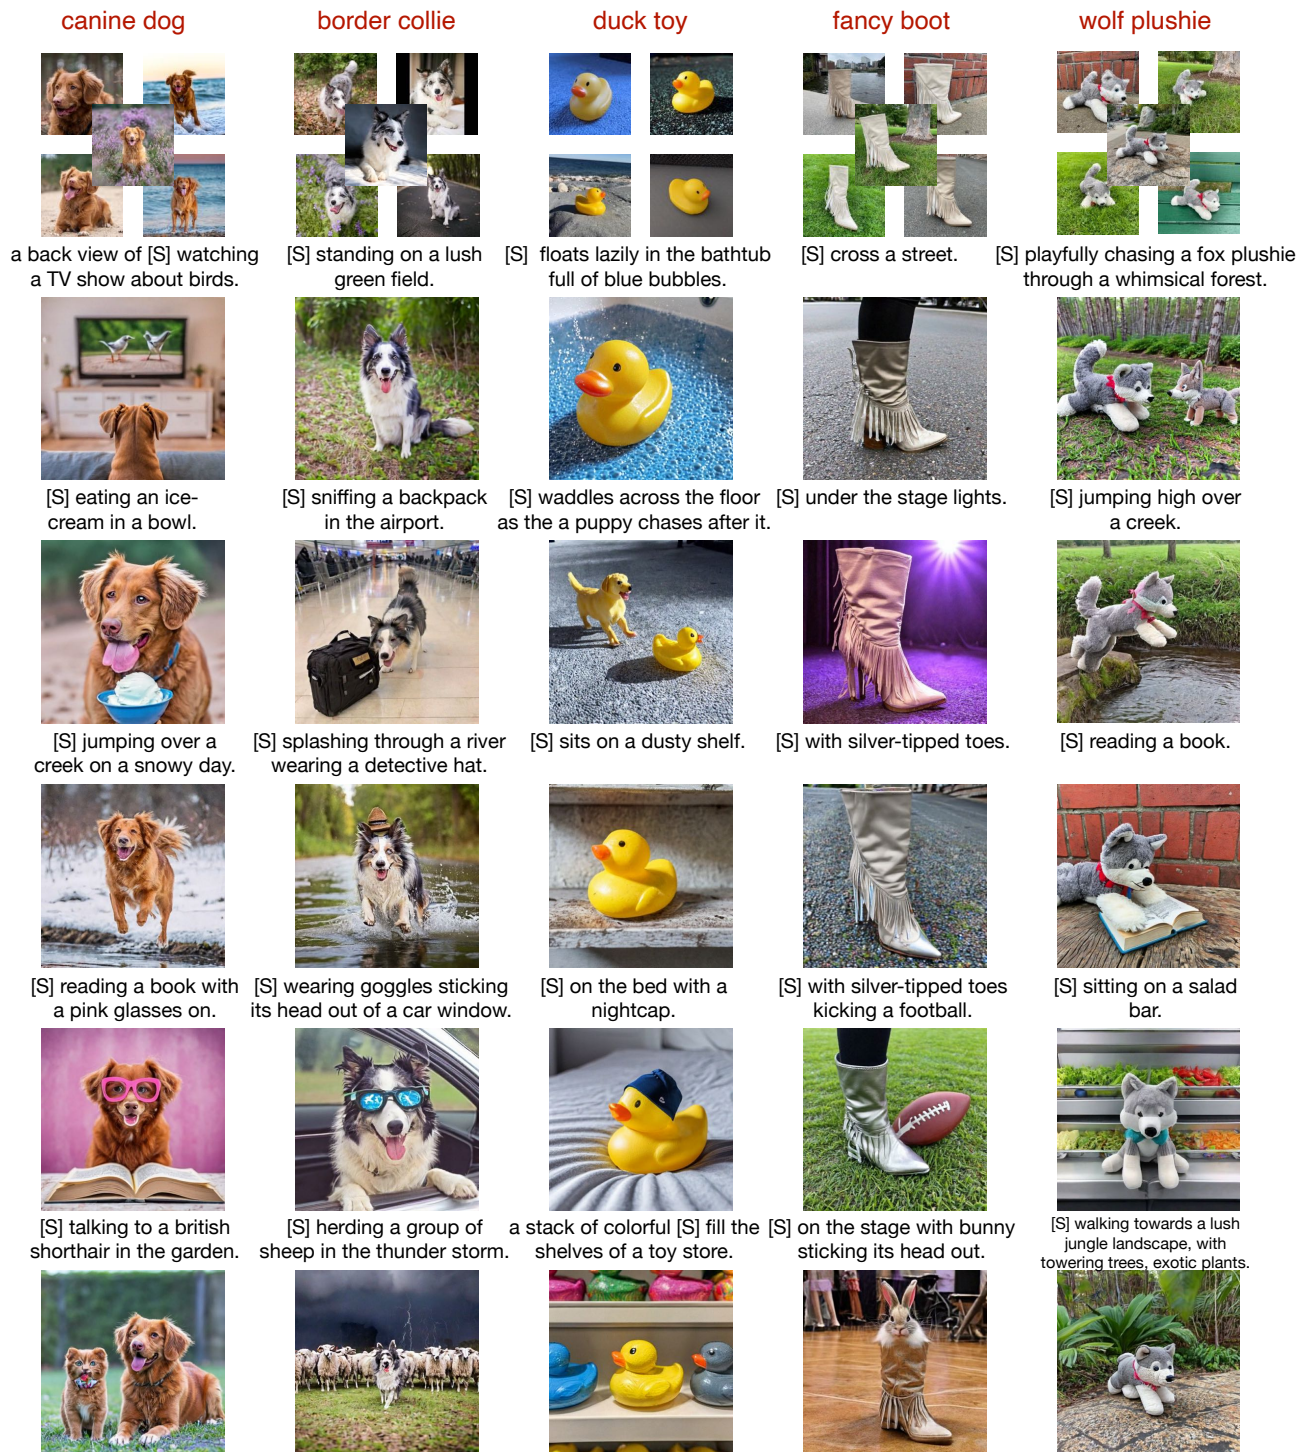 canine dog
border collie
duck toy
fancy boot
wolf plushie
a back view of [S] watching
a TV show about birds.
[S] standing on a lush
green field.
[S] floats lazily in the bathtub
full of blue bubbles.
[S] cross a street.
[S] playfully chasing a fox plushie
through a whimsical forest.
[S] eating an ice-
cream in a bowl.
[S] sniffing a backpack
in the airport.
[S] waddles across the floor
as the a puppy chases after it.
[S] under the stage lights.
[S] jumping high over
a creek.
[S] jumping over a
creek on a snowy day.
[S] splashing through a river
wearing a detective hat.
[S] sits on a dusty shelf.
[S] with silver-tipped toes.
[S] reading a book.
[S] reading a book with
a pink glasses on.
[S] wearing goggles sticking
its head out of a car window.
[S] on the bed with a
nightcap.
[S] with silver-tipped toes
kicking a football.
[S] sitting on a salad
bar.
[S] talking to a british
shorthair in the garden.
[S] herding a group of
sheep in the thunder storm.
a stack of colorful [S] fill the
shelves of a toy store.
[S] on the stage with bunny
sticking its head out.
[S] walking towards a lush
jungle landscape, with
towering trees, exotic plants.